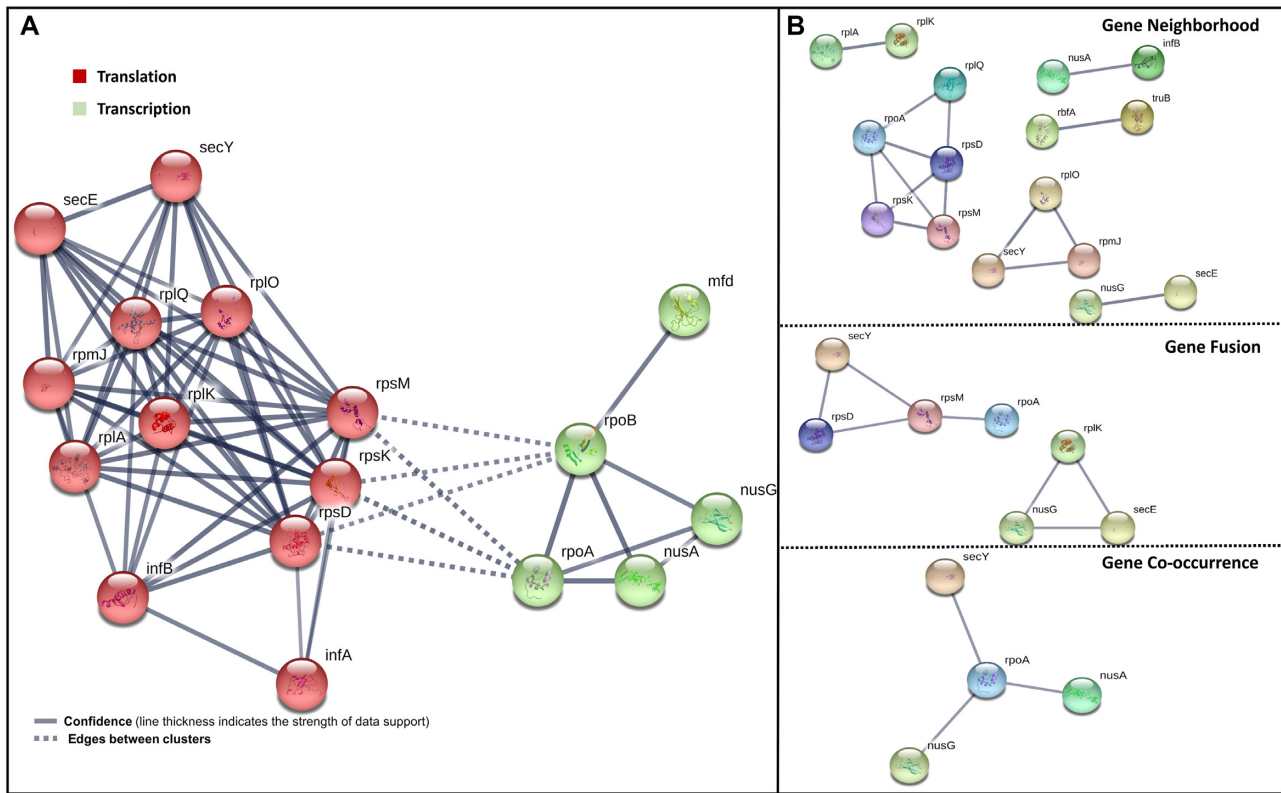 A
Translation
Transcription
secY
secE
rplQ
rplO
mfd
rpmJ
rplK
rpsM
rpoB
rplA
rpsK
nusG
rpsD
rpoA
nusA
infB
infA
Confidence (line thickness indicates the strength of data support)
Edges between clusters
B
Gene Neighborhood
rplA
rplK
nusA
infB
rplQ
rpoA
rbfA
truB
rpsD
rplO
rpsK
rpsM
secY
rpmJ
nusG
secE
Gene Fusion
secY
rpsM
rpoA
rpsD
rplK
nusG
secE
Gene Co-occurrence
secY
rpoA
nusA
nusG